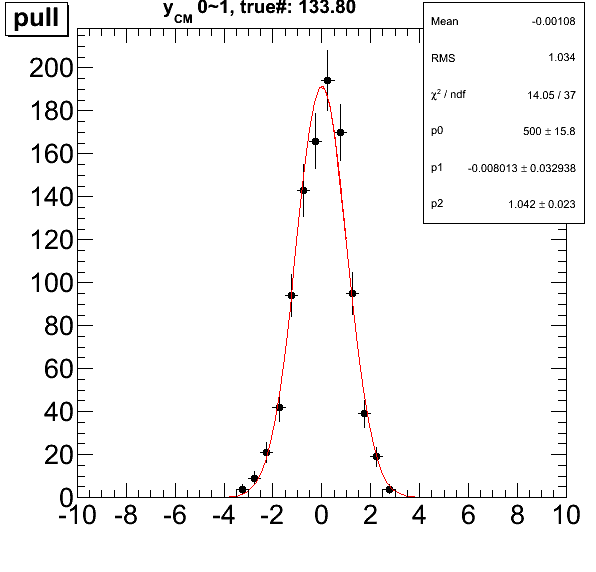 pull
y_CM 0~1, true#: 133.80
Mean -0.00108
RMS 1.034
χ² / ndf 14.05 / 37
p0 500 ± 15.8
p1 -0.008013 ± 0.032938
p2 1.042 ± 0.023
200
180
160
140
120
100
80
60
40
20
0
-10 -8 -6 -4 -2 0 2 4 6 8 10